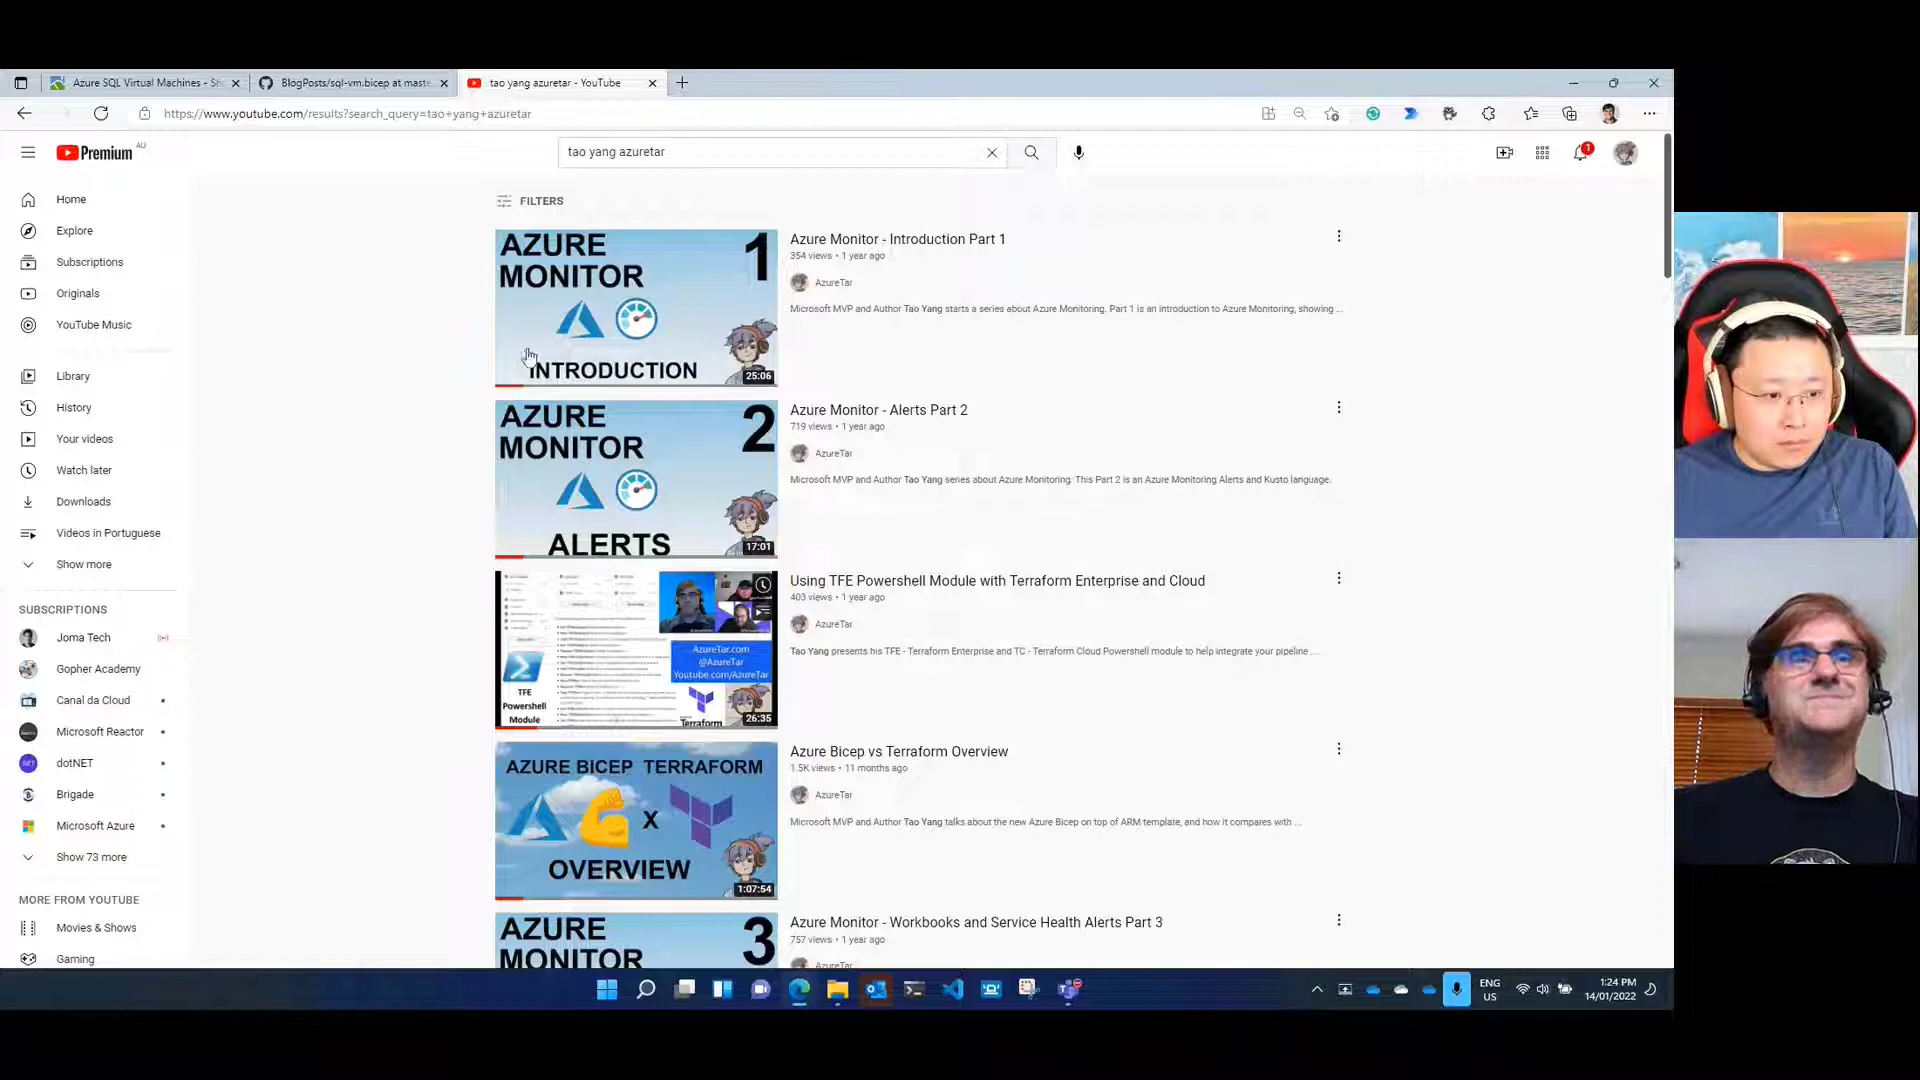 Azure SQL Virtual Machines - Sh
BlogPosts/sql-vm.bicep at maste
tao yang azuretar - YouTube
https://www.youtube.com/results?search_query=tao+yang+azuretar
Premium AU
tao yang azuretar
1
Home
Explore
Subscriptions
Originals
YouTube Music
Library
History
Your videos
Watch later
Downloads
Videos in Portuguese
Show more
SUBSCRIPTIONS
Joma Tech
Gopher Academy
Canal da Cloud
Microsoft Reactor
dotNET
Brigade
Microsoft Azure
Show 73 more
MORE FROM YOUTUBE
Movies & Shows
Gaming
FILTERS
AZURE
MONITOR
1
INTRODUCTION
25:06
Azure Monitor - Introduction Part 1
354 views • 1 year ago
AzureTar
Microsoft MVP and Author Tao Yang starts a series about Azure Monitoring. Part 1 is an introduction to Azure Monitoring, showing ...
AZURE
MONITOR
2
ALERTS
17:01
Azure Monitor - Alerts Part 2
719 views • 1 year ago
AzureTar
Microsoft MVP and Author Tao Yang series about Azure Monitoring. This Part 2 is an Azure Monitoring Alerts and Kusto language.
AzureTar.com
@AzureTar
Youtube.com/AzureTar
TFE
Powershell
Module
Terraform
26:35
Using TFE Powershell Module with Terraform Enterprise and Cloud
403 views • 1 year ago
AzureTar
Tao Yang presents his TFE - Terraform Enterprise and TC - Terraform Cloud Powershell module to help integrate your pipeline ...
AZURE BICEP TERRAFORM
X
OVERVIEW
1:07:54
Azure Bicep vs Terraform Overview
1.5K views • 11 months ago
AzureTar
Microsoft MVP and Author Tao Yang talks about the new Azure Bicep on top of ARM template, and how it compares with ...
AZURE
MONITOR
3
Azure Monitor - Workbooks and Service Health Alerts Part 3
757 views • 1 year ago
AzureTar
ENG
US
1:24 PM
14/01/2022